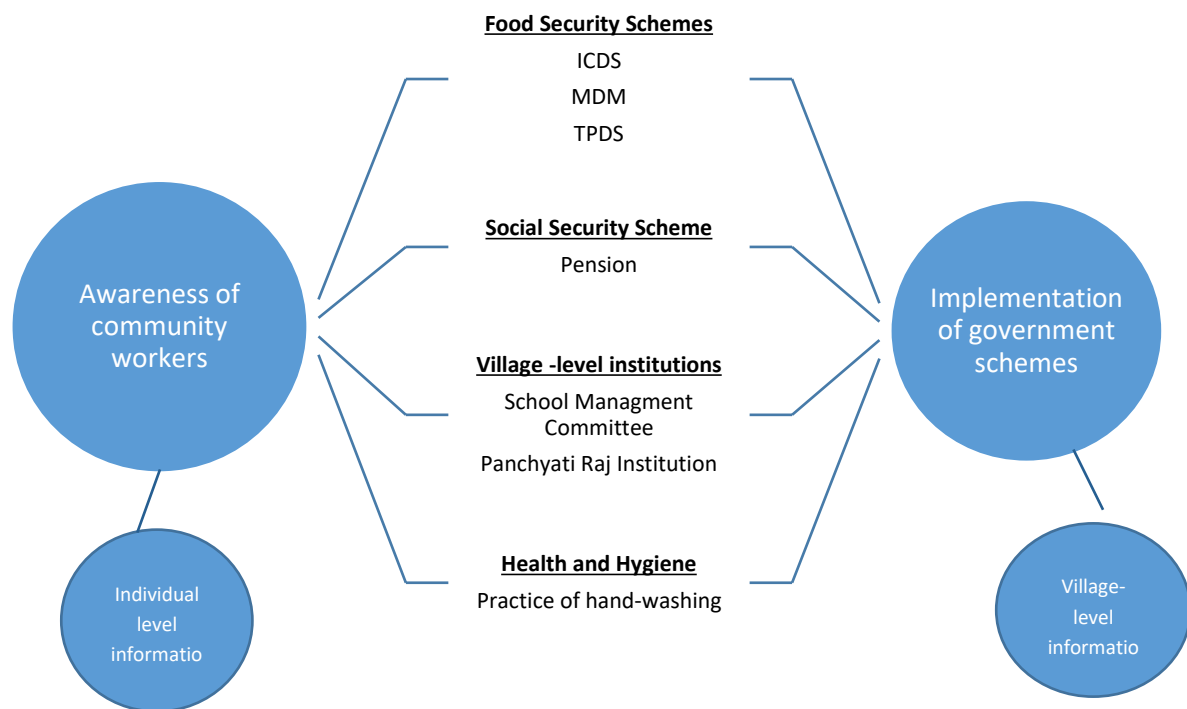 Food Security Schemes
ICDS
MDM
TPDS
Social Security Scheme
Pension
Awareness of
community
workers
Implementation
of government
schemes
Village -level institutions
School Managment
Committee
Panchyati Raj Institution
Health and Hygiene
Practice of hand-washing
Individual
level
informatio
Village-
level
informatio